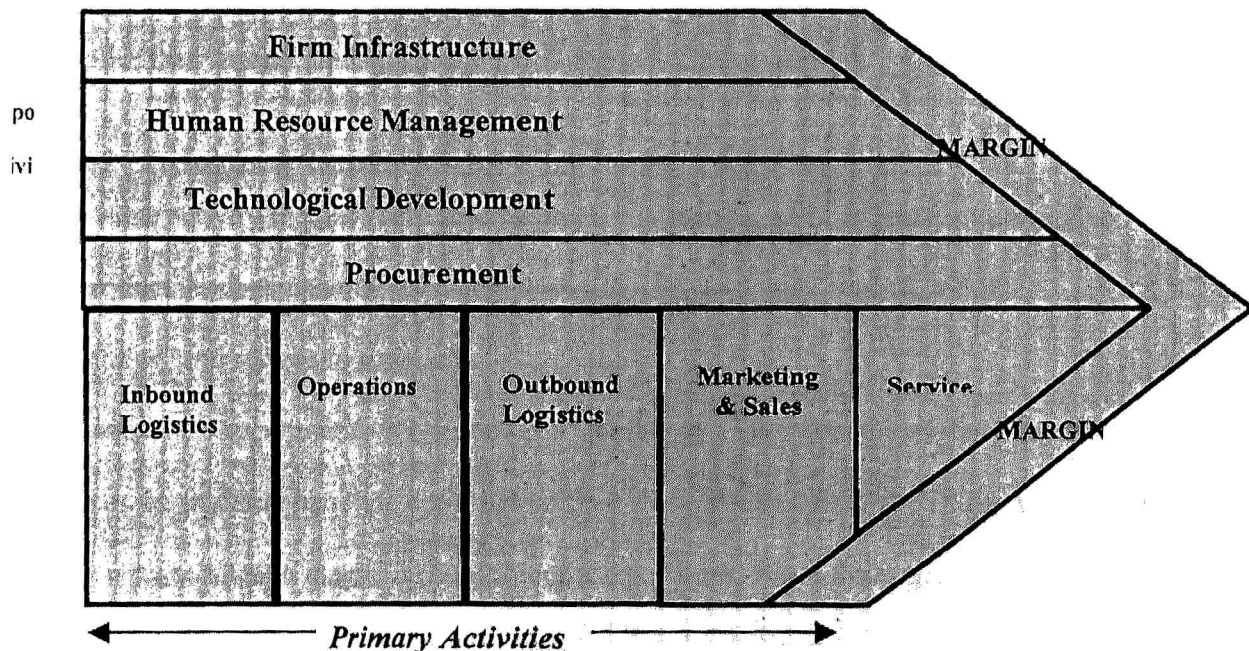 Firm Infrastructure
po
Human Resource Management
ivi
MARGIN
Technological Development
Procurement
Inbound
Logistics
Operations
Outbound
Logistics
Marketing
& Sales
Service
MARGIN
Primary Activities